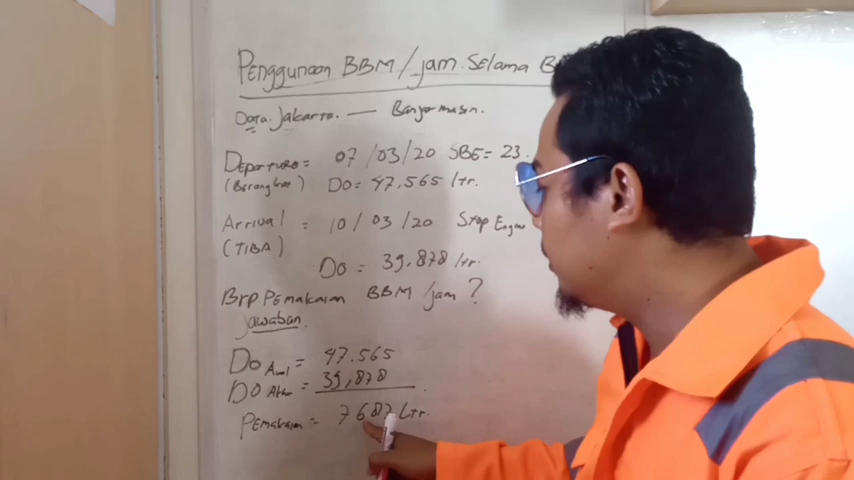 Penggunaan BBM/jam Selama
Data Jakarta — Banjarmasin.
Departure = 07/03/20 SBE = 23.
(Berangkat) DO = 47.565 ltr.
Arrival = 10/03/20 Stop Engine
(TIBA)
DO = 39.878 ltr.
Brp Pemakaian BBM/jam?
Jawaban
DO Awal = 47.565
DO Akhir = 39.878
Pemakaian = 7687 Ltr.